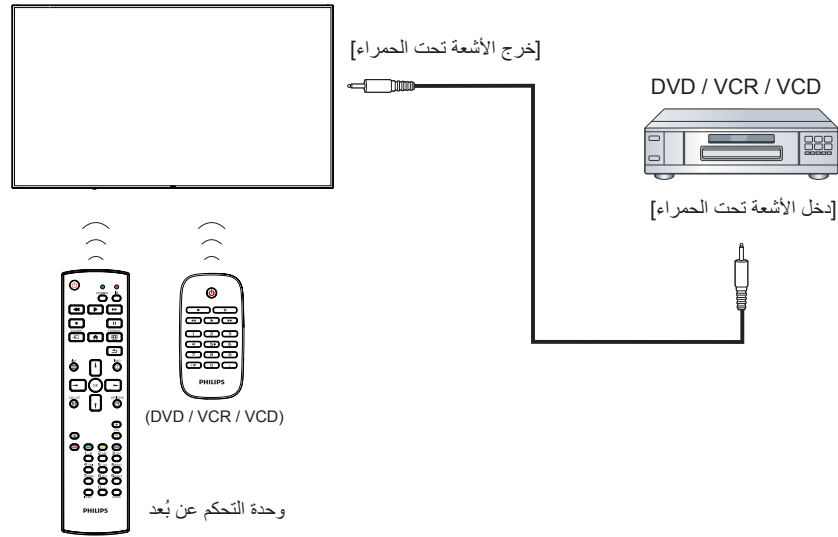 [خرج الأشعة تحت الحمراء]
DVD / VCR / VCD
[دخل الأشعة تحت الحمراء]
OK
PHILIPS
(DVD / VCR / VCD)
PHILIPS
وحدة التحكم عن بُعد